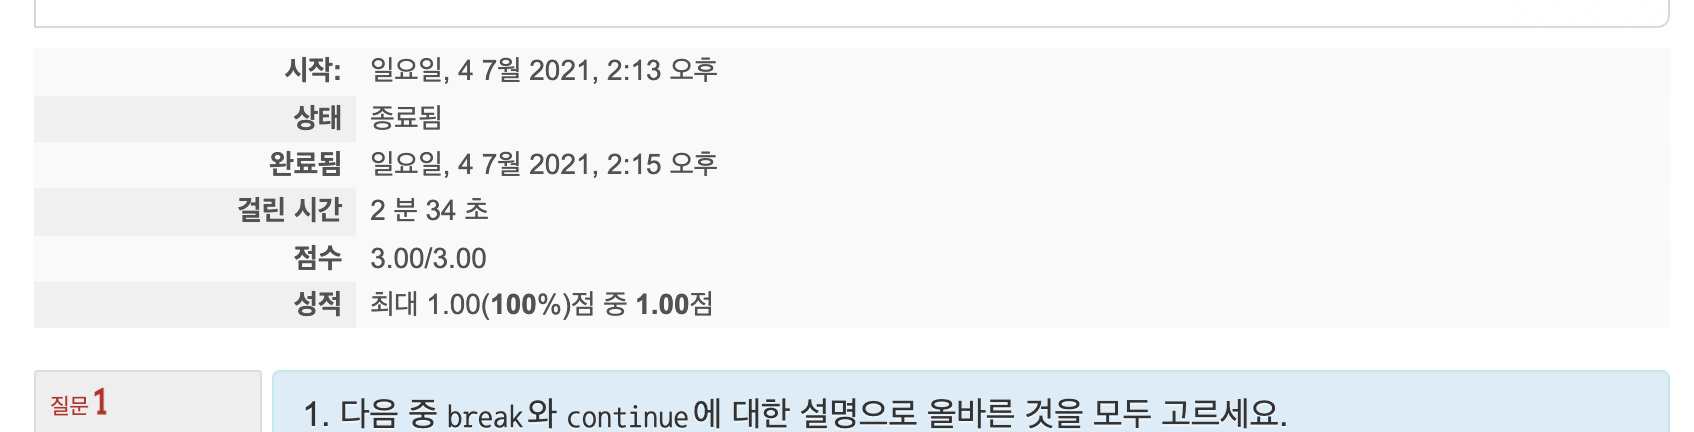 시작: 일요일, 4 7월 2021, 2:13 오후
상태 종료됨
완료됨 일요일, 4 7월 2021, 2:15 오후
걸린 시간 2 분 34 초
점수 3.00/3.00
성적 최대 1.00(100%)점 중 1.00점
질문 1
1. 다음 중 break와 continue에 대한 설명으로 올바른 것을 모두 고르세요.